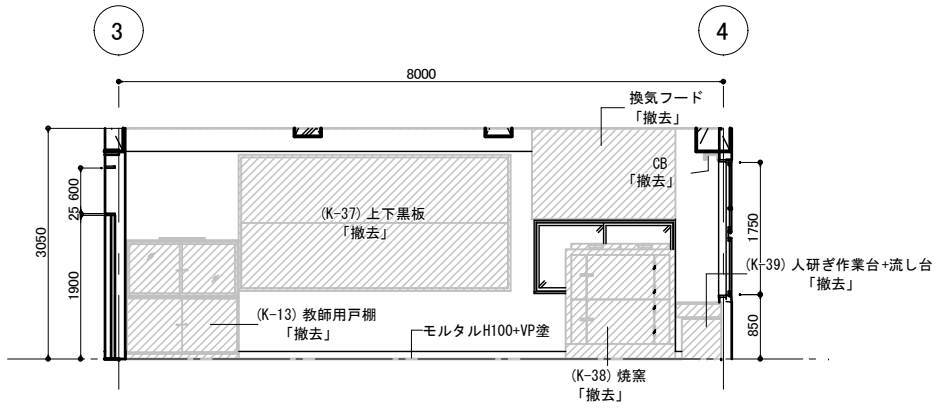 3
4
8000
換気フード
「撤去」
CB
「撤去」
600
25
3050
1900
(K-37) 上下黒板
「撤去」
1750
(K-39) 人研ぎ作業台+流し台
「撤去」
850
(K-13) 教師用戸棚
「撤去」
モルタルH100+VP塗
(K-38) 焼窯
「撤去」